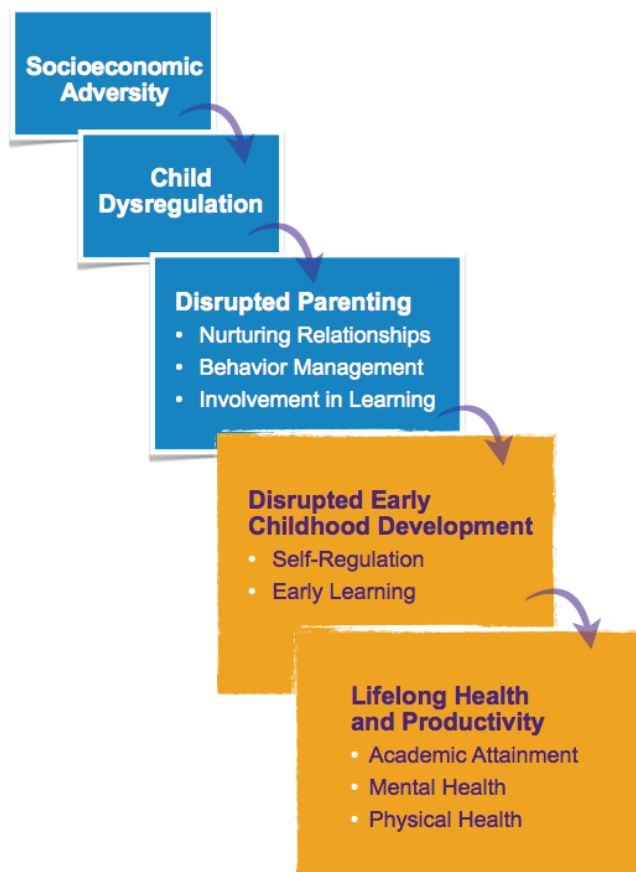 Socioeconomic
Adversity
Child
Dysregulation
Disrupted Parenting
• Nurturing Relationships
• Behavior Management
• Involvement in Learning
Disrupted Early
Childhood Development
• Self-Regulation
• Early Learning
Lifelong Health
and Productivity
• Academic Attainment
• Mental Health
• Physical Health